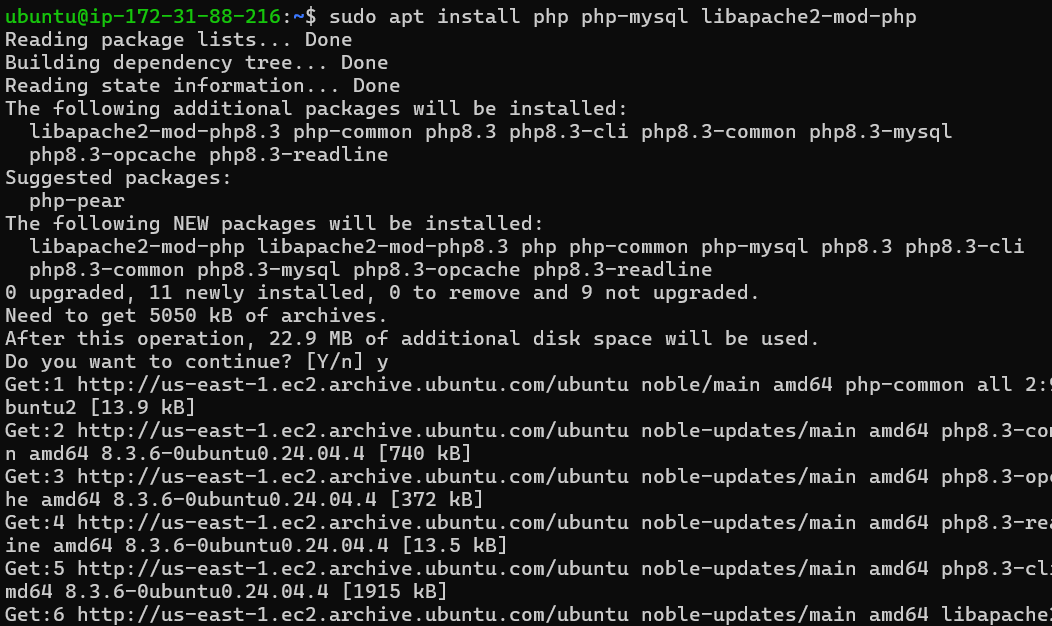 ubuntu@ip-172-31-88-216:~$ sudo apt install php php-mysql libapache2-mod-php
Reading package lists... Done
Building dependency tree... Done
Reading state information... Done
The following additional packages will be installed:
  libapache2-mod-php8.3 php-common php8.3 php8.3-cli php8.3-common php8.3-mysql
  php8.3-opcache php8.3-readline
Suggested packages:
  php-pear
The following NEW packages will be installed:
  libapache2-mod-php libapache2-mod-php8.3 php php-common php-mysql php8.3 php8.3-cli
  php8.3-common php8.3-mysql php8.3-opcache php8.3-readline
0 upgraded, 11 newly installed, 0 to remove and 9 not upgraded.
Need to get 5050 kB of archives.
After this operation, 22.9 MB of additional disk space will be used.
Do you want to continue? [Y/n] y
Get:1 http://us-east-1.ec2.archive.ubuntu.com/ubuntu noble/main amd64 php-common all 2:9
buntu2 [13.9 kB]
Get:2 http://us-east-1.ec2.archive.ubuntu.com/ubuntu noble-updates/main amd64 php8.3-com
n amd64 8.3.6-0ubuntu0.24.04.4 [740 kB]
Get:3 http://us-east-1.ec2.archive.ubuntu.com/ubuntu noble-updates/main amd64 php8.3-opc
he amd64 8.3.6-0ubuntu0.24.04.4 [372 kB]
Get:4 http://us-east-1.ec2.archive.ubuntu.com/ubuntu noble-updates/main amd64 php8.3-rea
ine amd64 8.3.6-0ubuntu0.24.04.4 [13.5 kB]
Get:5 http://us-east-1.ec2.archive.ubuntu.com/ubuntu noble-updates/main amd64 php8.3-cli
md64 8.3.6-0ubuntu0.24.04.4 [1915 kB]
Get:6 http://us-east-1.ec2.archive.ubuntu.com/ubuntu noble-updates/main amd64 libapache2